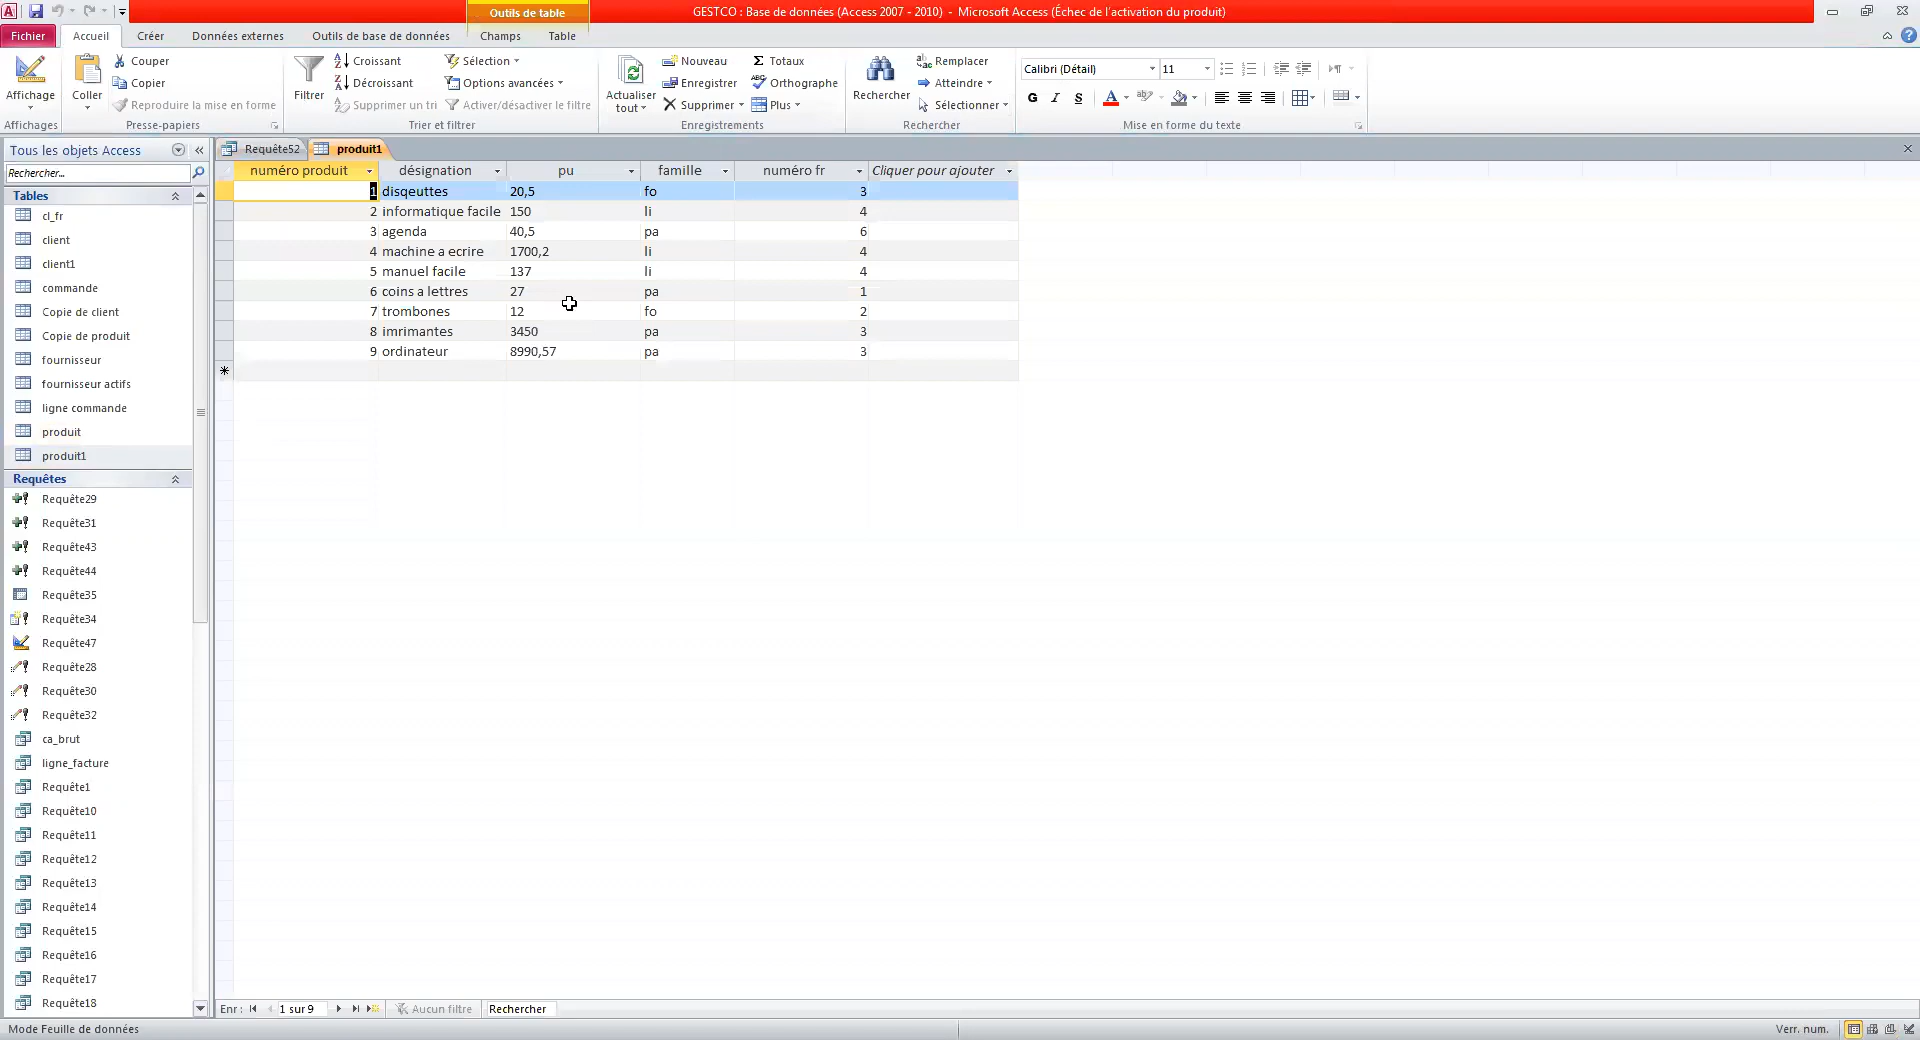 GESTCO : Base de données (Access 2007 - 2010) - Microsoft Access (Échec de l'activation du produit)
Outils de table
Fichier Accueil Créer Données externes Outils de base de données Champs Table
Affichage
Affichages
Coller
Couper
Copier
Reproduire la mise en forme
Presse-papiers
Filtrer
Croissant
Décroissant
Supprimer un tri
Sélection
Options avancées
Activer/désactiver le filtre
Trier et filtrer
Actualiser
tout
Nouveau
Enregistrer
Supprimer
Totaux
Orthographe
Plus
Enregistrements
Rechercher
Remplacer
Atteindre
Sélectionner
Rechercher
Calibri (Détail) 11
G I S
Mise en forme du texte
Tous les objets Access
Rechercher...
Tables
cl_fr
client
client1
commande
Copie de client
Copie de produit
fournisseur
fournisseur actifs
ligne commande
produit
produit1
Requêtes
Requête29
Requête31
Requête43
Requête44
Requête35
Requête34
Requête47
Requête28
Requête30
Requête32
ca_brut
ligne_facture
Requête1
Requête10
Requête11
Requête12
Requête13
Requête14
Requête15
Requête16
Requête17
Requête18
Requête52 produit1
numéro produit désignation pu famille numéro fr Cliquer pour ajouter
1 disqeuttes 20,5 fo 3
2 informatique facile 150 li 4
3 agenda 40,5 pa 6
4 machine a ecrire 1700,2 li 4
5 manuel facile 137 li 4
6 coins a lettres 27 pa 1
7 trombones 12 fo 2
8 imrimantes 3450 pa 3
9 ordinateur 8990,57 pa 3
Enr : 1 sur 9 Aucun filtre Rechercher
Mode Feuille de données Verr. num.